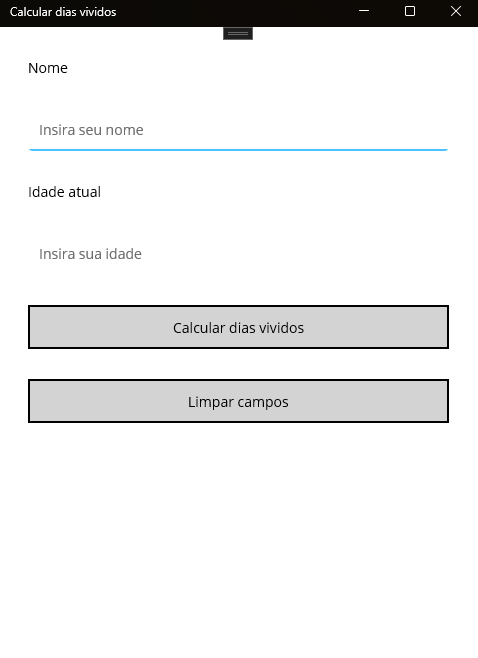 Calcular dias vividos
Nome
Insira seu nome
Idade atual
Insira sua idade
Calcular dias vividos
Limpar campos